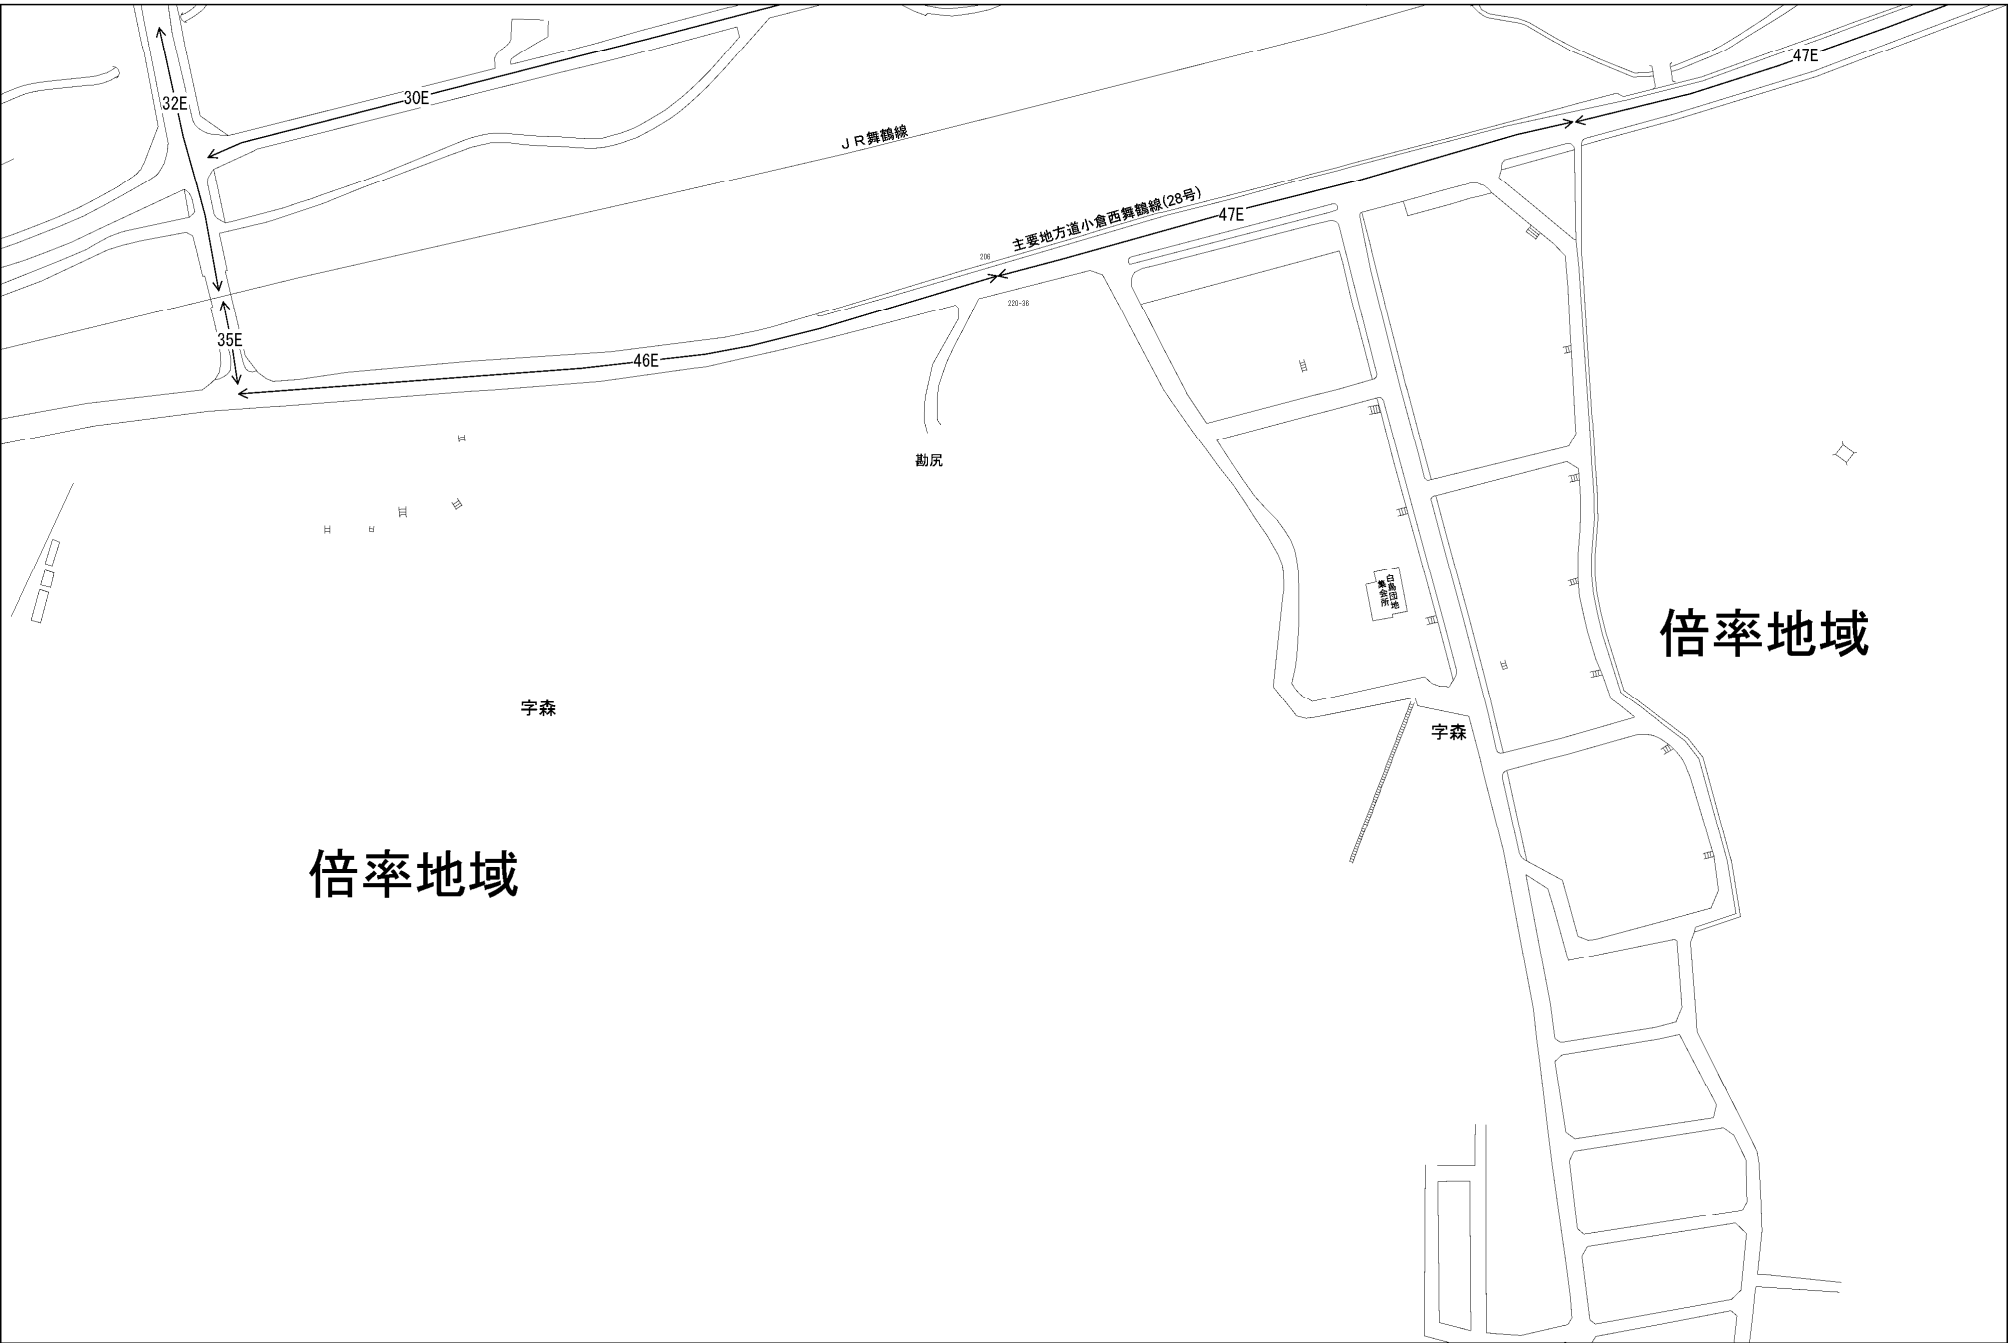 47E
32E
30E
JR舞鶴線
主要地方道小倉西舞鶴線(28号)
47E
206
220-36
35E
46E
勘尻
白鳥団地
集会所
倍率地域
字森
字森
倍率地域